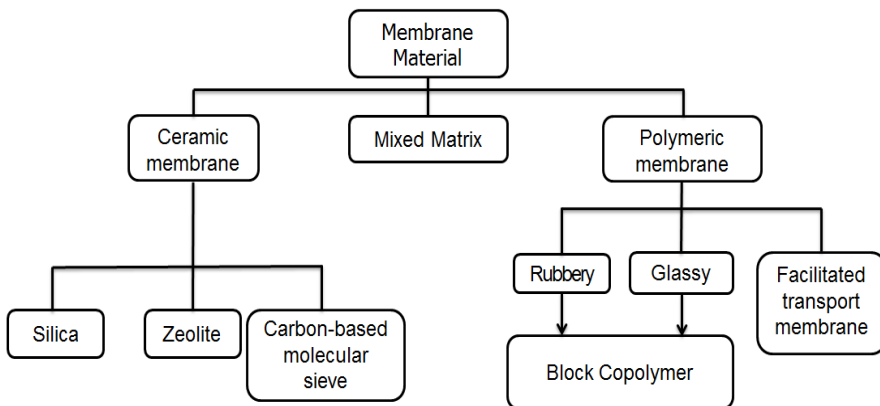 Membrane
Material
Ceramic
membrane
Mixed Matrix
Polymeric
membrane
Rubbery
Glassy
Facilitated
transport
membrane
Silica
Zeolite
Carbon-based
molecular
sieve
Block Copolymer